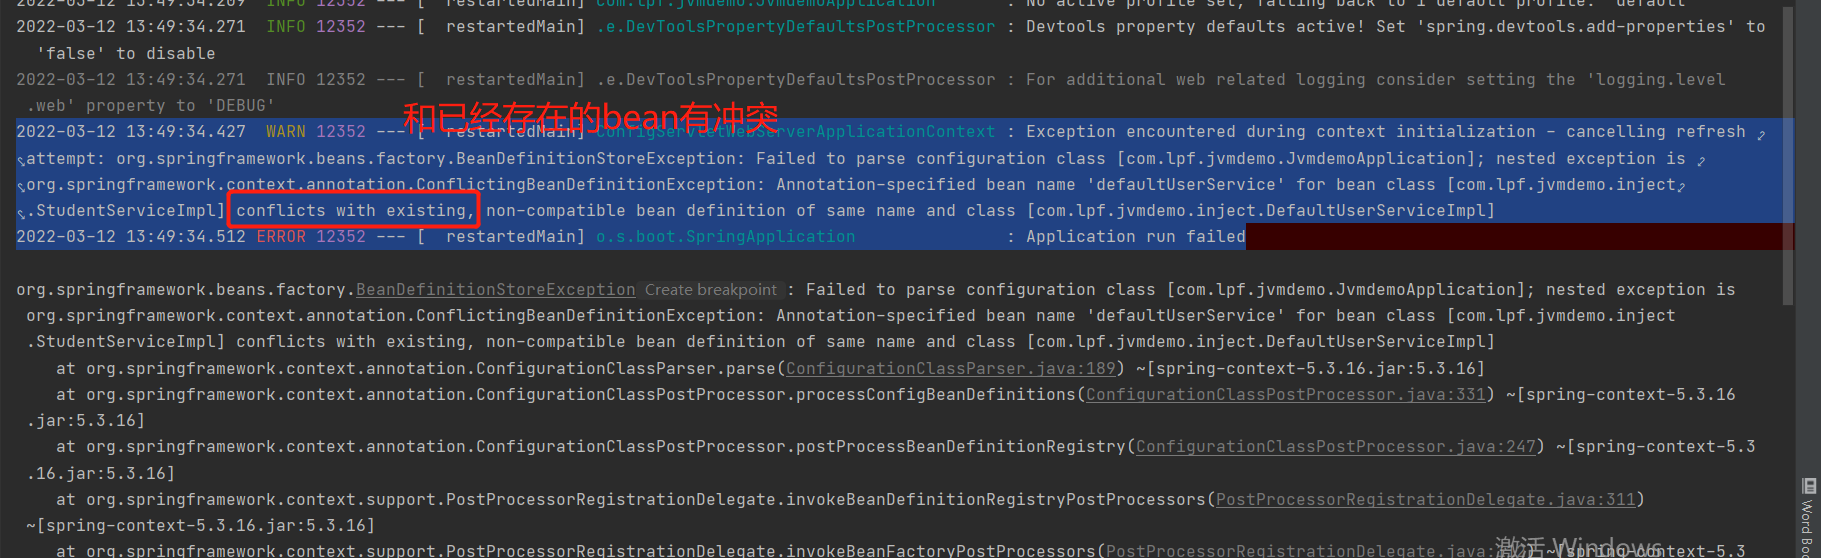 2022-03-12 13:49:34.269  INFO 12352 --- [  restartedMain] com.lpf.jvmdemo.JvmdemoApplication       : No active profile set, falling back to 1 default profile: "default"
2022-03-12 13:49:34.271  INFO 12352 --- [  restartedMain] .e.DevToolsPropertyDefaultsPostProcessor : Devtools property defaults active! Set 'spring.devtools.add-properties' to
'false' to disable
2022-03-12 13:49:34.271  INFO 12352 --- [  restartedMain] .e.DevToolsPropertyDefaultsPostProcessor : For additional web related logging consider setting the 'logging.level
.web' property to 'DEBUG'
和已经存在的bean有冲突
2022-03-12 13:49:34.427  WARN 12352 --- [  restartedMain] ConfigServletWebServerApplicationContext : Exception encountered during context initialization - cancelling refresh
attempt: org.springframework.beans.factory.BeanDefinitionStoreException: Failed to parse configuration class [com.lpf.jvmdemo.JvmdemoApplication]; nested exception is
org.springframework.context.annotation.ConflictingBeanDefinitionException: Annotation-specified bean name 'defaultUserService' for bean class [com.lpf.jvmdemo.inject
.StudentServiceImpl] conflicts with existing, non-compatible bean definition of same name and class [com.lpf.jvmdemo.inject.DefaultUserServiceImpl]
2022-03-12 13:49:34.512 ERROR 12352 --- [  restartedMain] o.s.boot.SpringApplication               : Application run failed
org.springframework.beans.factory.BeanDefinitionStoreException Create breakpoint : Failed to parse configuration class [com.lpf.jvmdemo.JvmdemoApplication]; nested exception is
org.springframework.context.annotation.ConflictingBeanDefinitionException: Annotation-specified bean name 'defaultUserService' for bean class [com.lpf.jvmdemo.inject
.StudentServiceImpl] conflicts with existing, non-compatible bean definition of same name and class [com.lpf.jvmdemo.inject.DefaultUserServiceImpl]
at org.springframework.context.annotation.ConfigurationClassParser.parse(ConfigurationClassParser.java:189) ~[spring-context-5.3.16.jar:5.3.16]
at org.springframework.context.annotation.ConfigurationClassPostProcessor.processConfigBeanDefinitions(ConfigurationClassPostProcessor.java:331) ~[spring-context-5.3.16
.jar:5.3.16]
at org.springframework.context.annotation.ConfigurationClassPostProcessor.postProcessBeanDefinitionRegistry(ConfigurationClassPostProcessor.java:247) ~[spring-context-5.3
.16.jar:5.3.16]
at org.springframework.context.support.PostProcessorRegistrationDelegate.invokeBeanDefinitionRegistryPostProcessors(PostProcessorRegistrationDelegate.java:311)
~[spring-context-5.3.16.jar:5.3.16]
at org.springframework.context.support.PostProcessorRegistrationDelegate.invokeBeanFactoryPostProcessors(PostProcessorRegistrationDelegate.java ~[spring-context-5.3
激活 Windows
Word